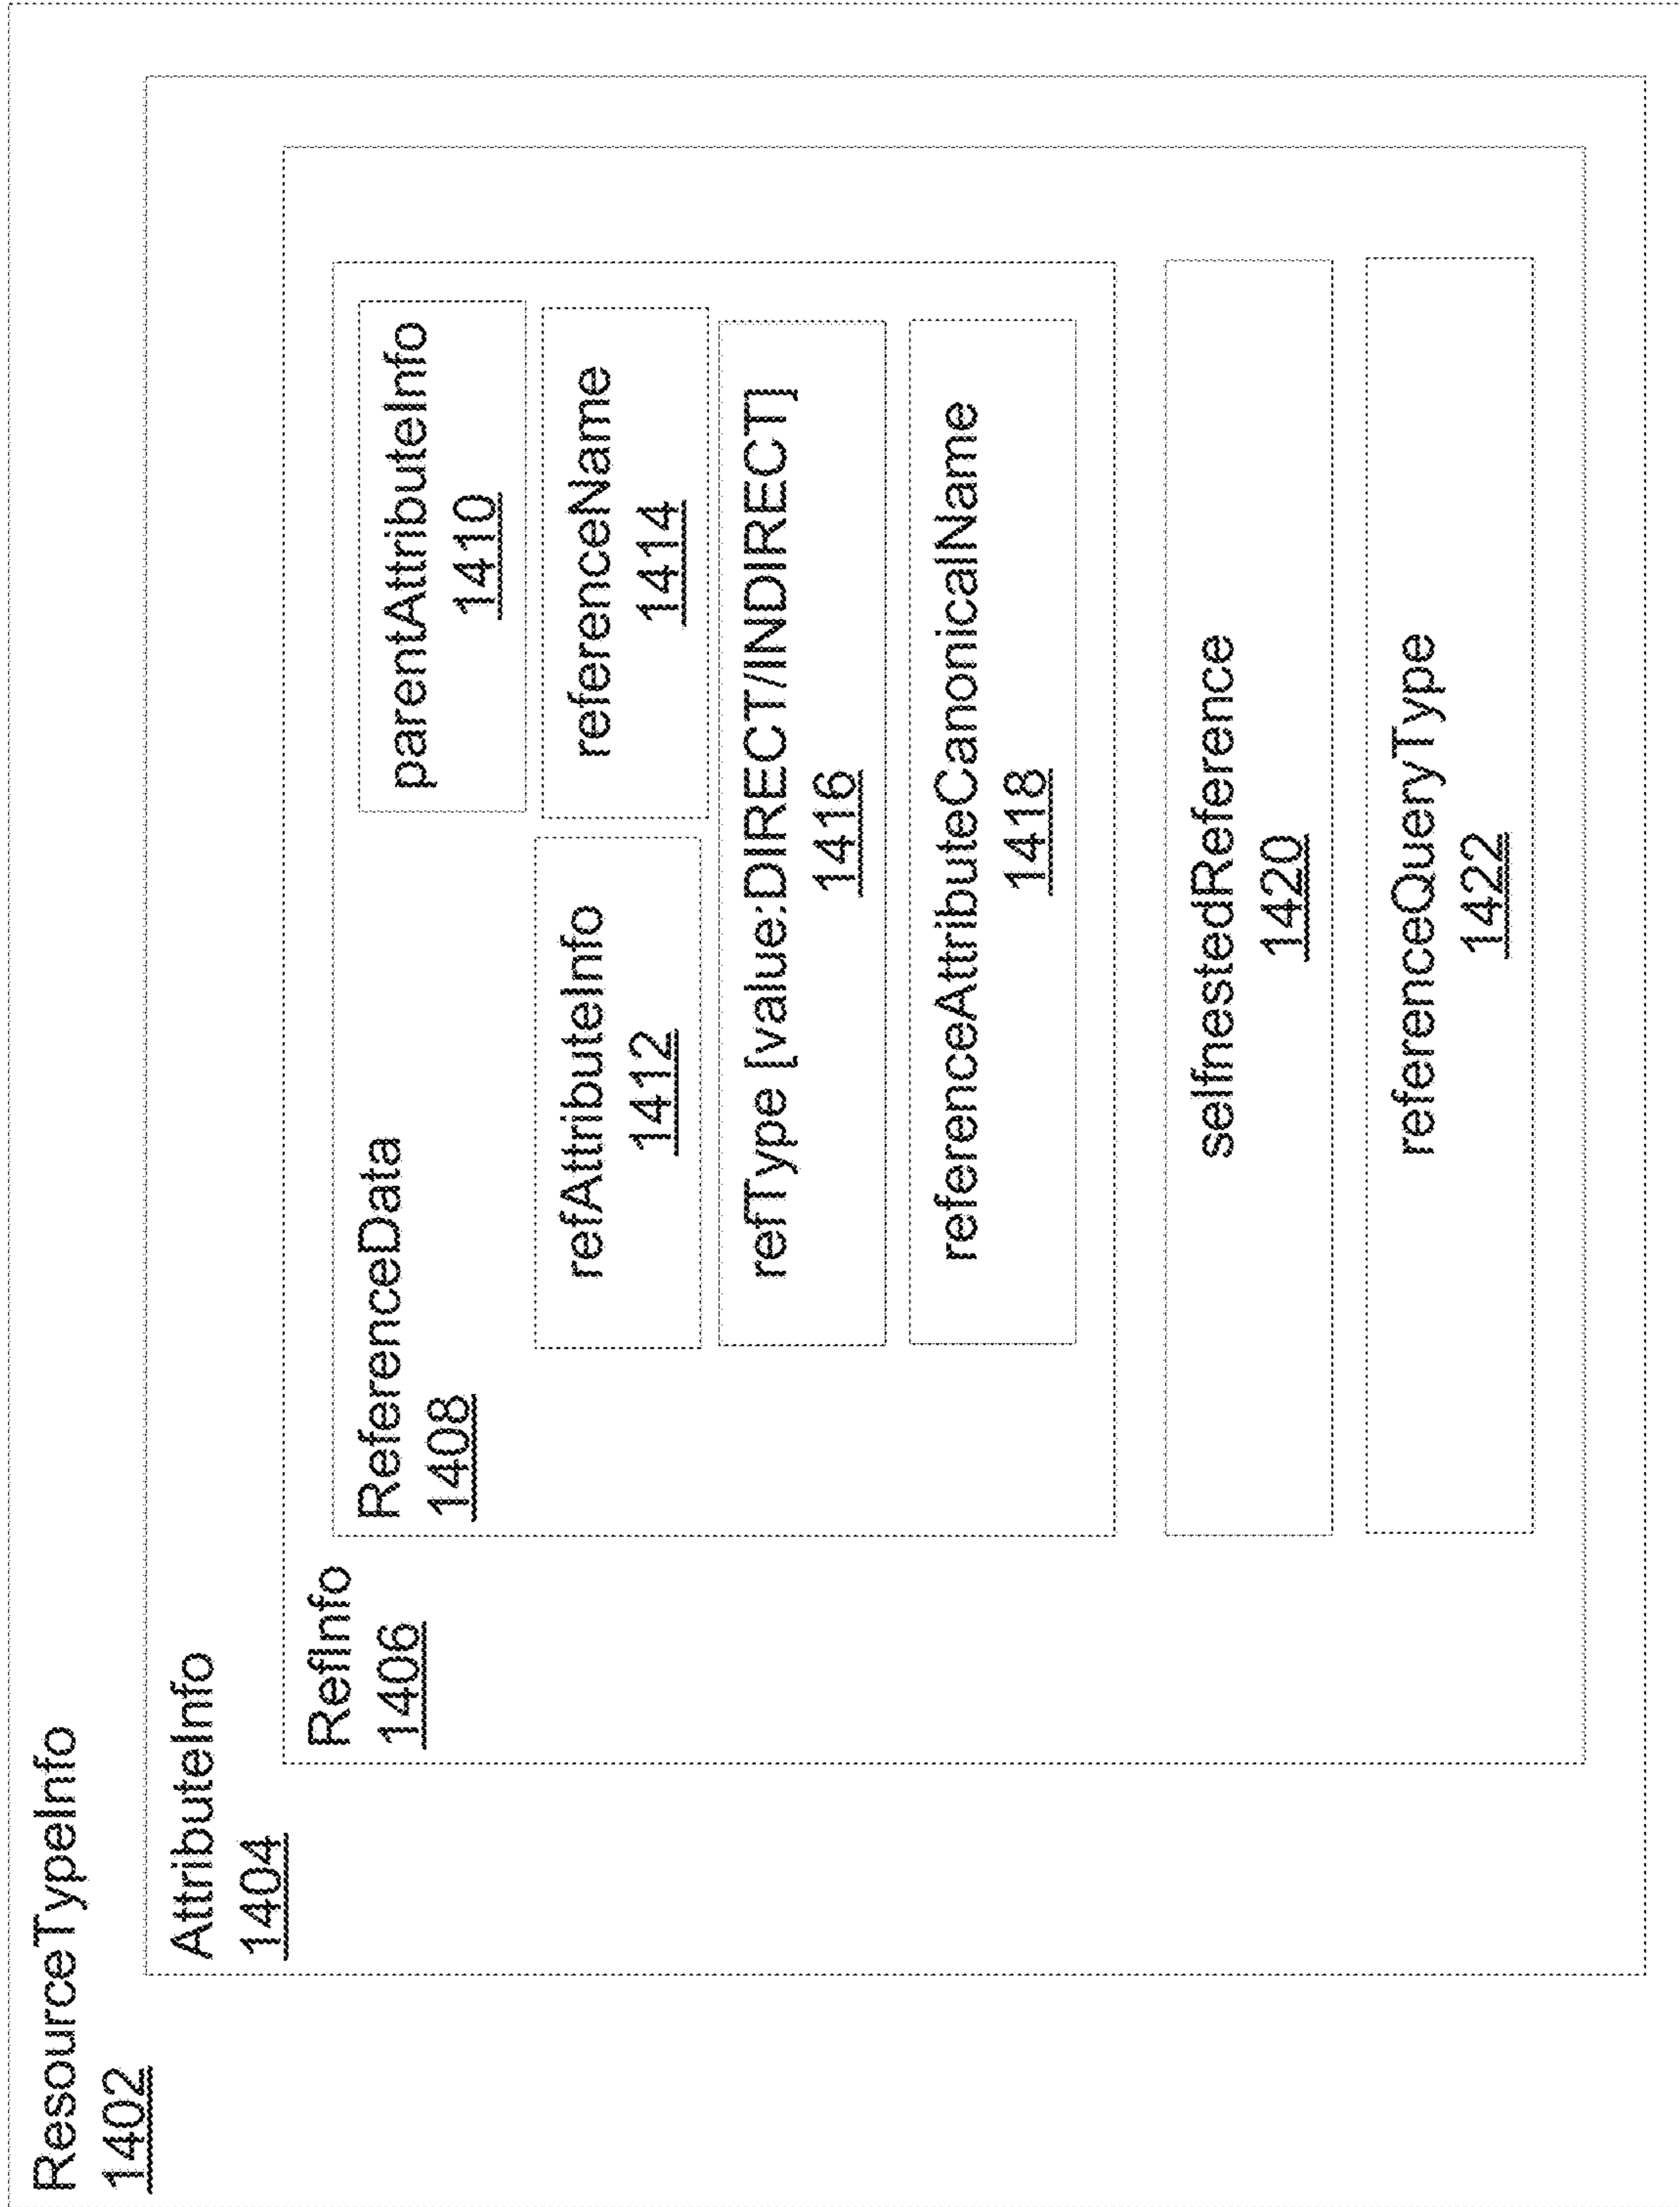 ResourceTypeInfo
1402
AttributeInfo
1404
RefInfo
1406
ReferenceData
1408
parentAttributeInfo
1410
refAttributeInfo
1412
referenceName
1414
refType [value:DIRECT/INDIRECT]
1416
referenceAttributeCanonicalName
1418
selfnestedReference
1420
referenceQueryType
1422